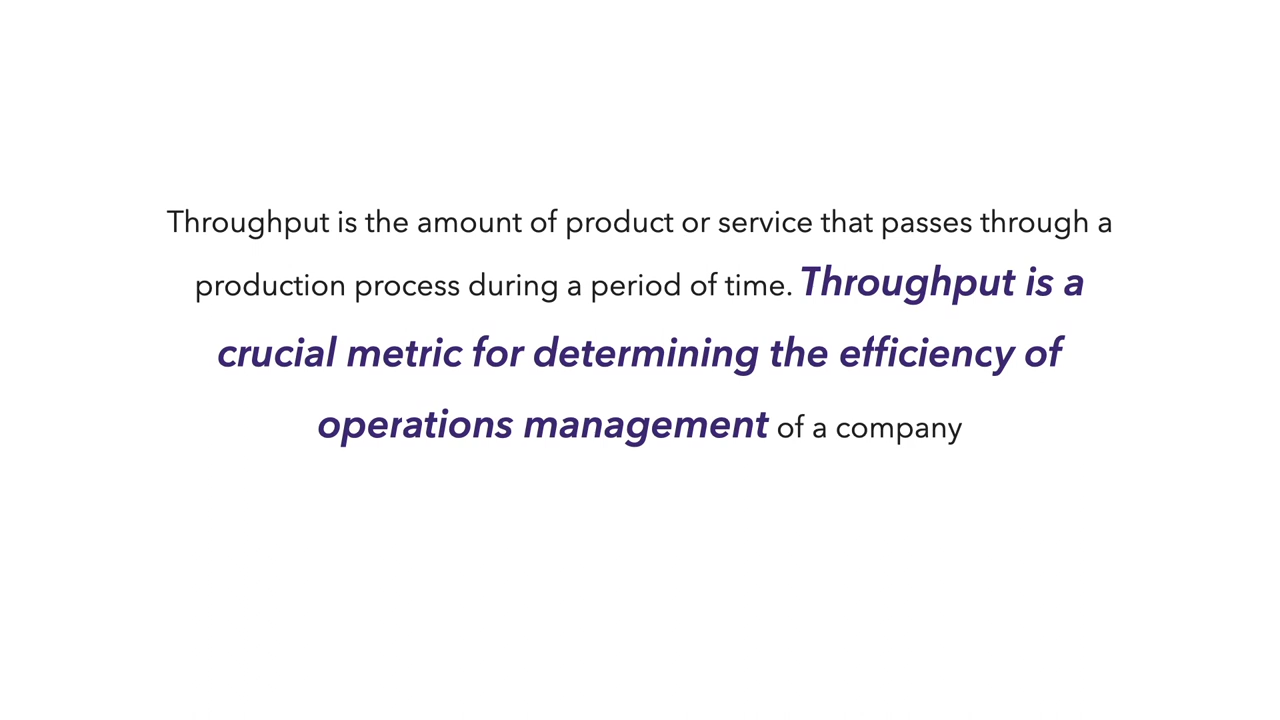 Throughput is the amount of product or service that passes through a
production process during a period of time. Throughput is a
crucial metric for determining the efficiency of
operations management of a company